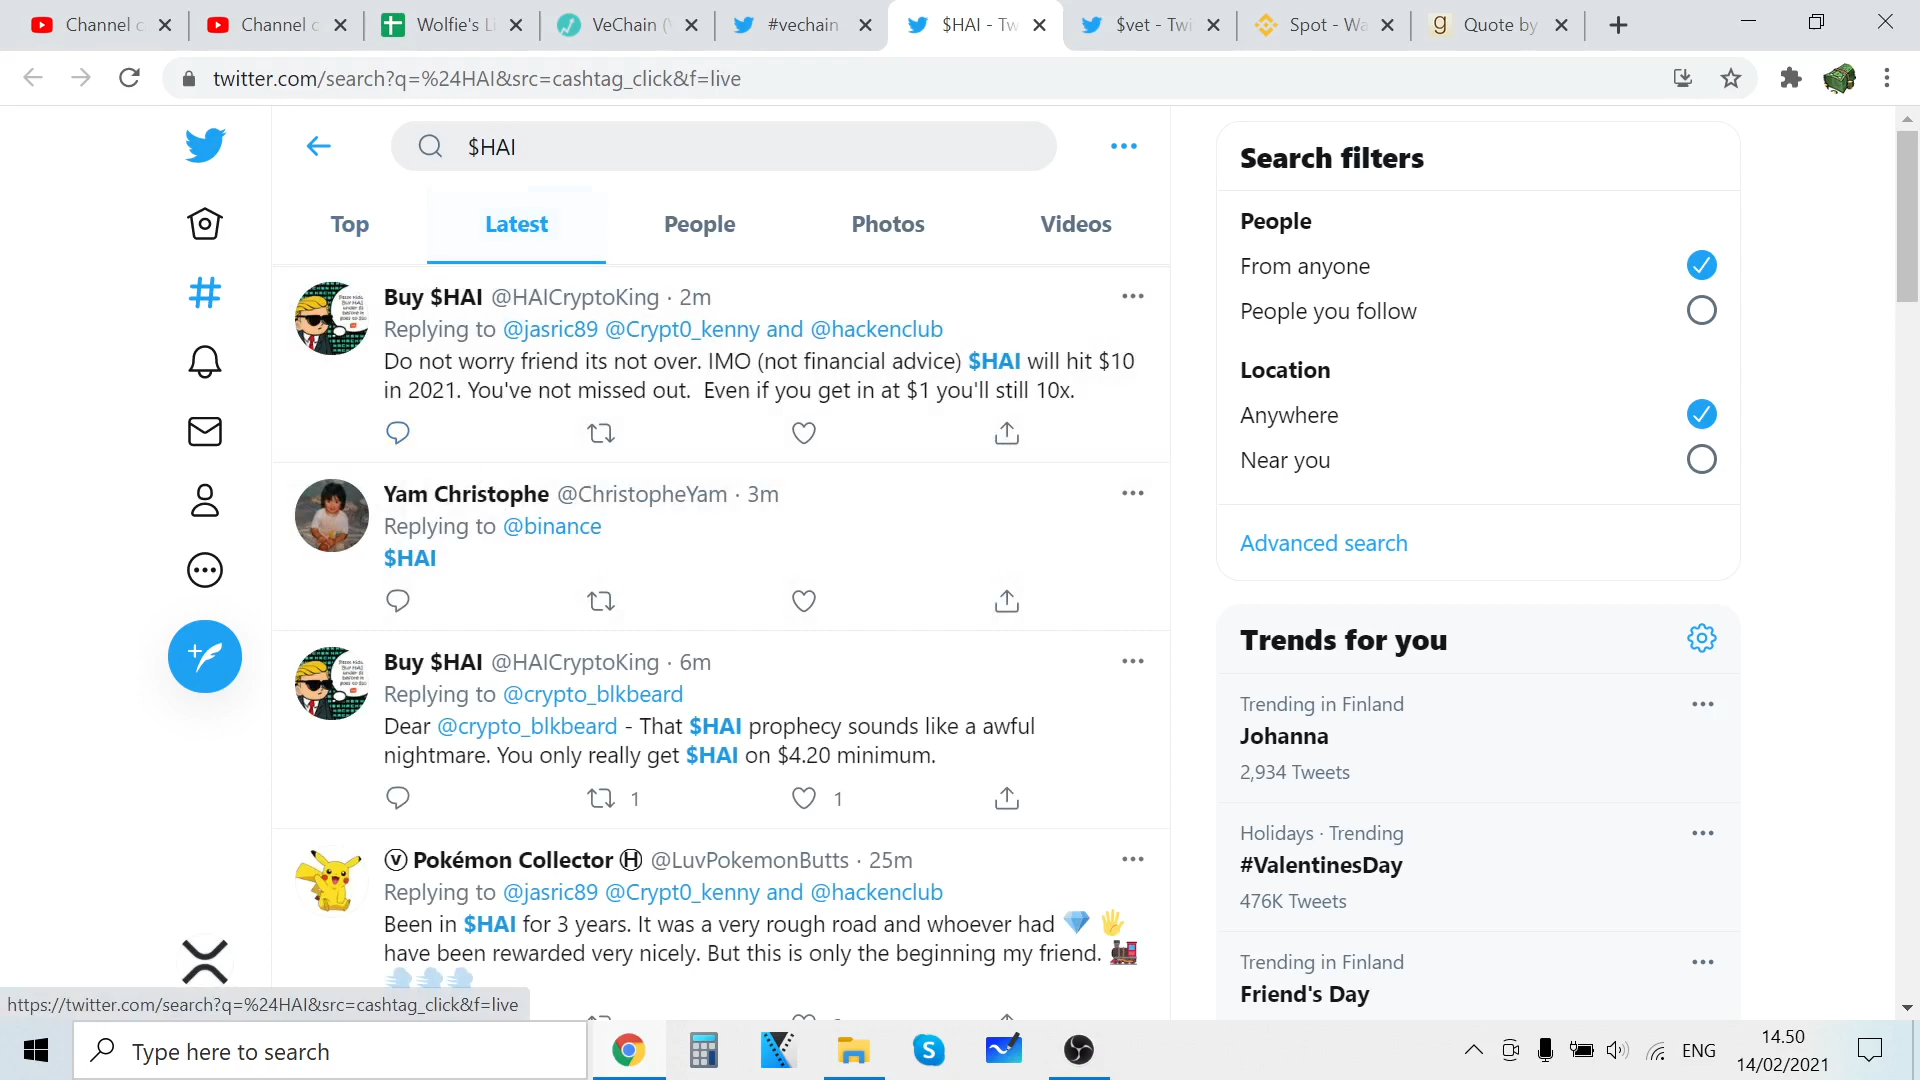 Channel c
Channel c
Wolfie's Li
VeChain (V
#vechain
$HAI - Tw
$vet - Twi
Spot - Wa
g
Quote by
twitter.com/search?q=%24HAI&src=cashtag_click&f=live
$HAI
Top
Latest
People
Photos
Videos
Buy $HAI @HAICryptoKing · 2m
Replying to @jasric89 @Crypt0_kenny and @hackenclub
Do not worry friend its not over. IMO (not financial advice) $HAI will hit $10
in 2021. You've not missed out.  Even if you get in at $1 you'll still 10x.
Yam Christophe @ChristopheYam · 3m
Replying to @binance
$HAI
Buy $HAI @HAICryptoKing · 6m
Replying to @crypto_blkbeard
Dear @crypto_blkbeard - That $HAI prophecy sounds like a awful
nightmare. You only really get $HAI on $4.20 minimum.
1
1
Ⓥ Pokémon Collector Ⓗ @LuvPokemonButts · 25m
Replying to @jasric89 @Crypt0_kenny and @hackenclub
Been in $HAI for 3 years. It was a very rough road and whoever had 💎 🖐
have been rewarded very nicely. But this is only the beginning my friend. 🚂
💨💨💨
Search filters
People
From anyone
People you follow
Location
Anywhere
Near you
Advanced search
Trends for you
Trending in Finland
Johanna
2,934 Tweets
Holidays · Trending
#ValentinesDay
476K Tweets
Trending in Finland
Friend's Day
https://twitter.com/search?q=%24HAI&src=cashtag_click&f=live
Type here to search
ENG
14.50
14/02/2021